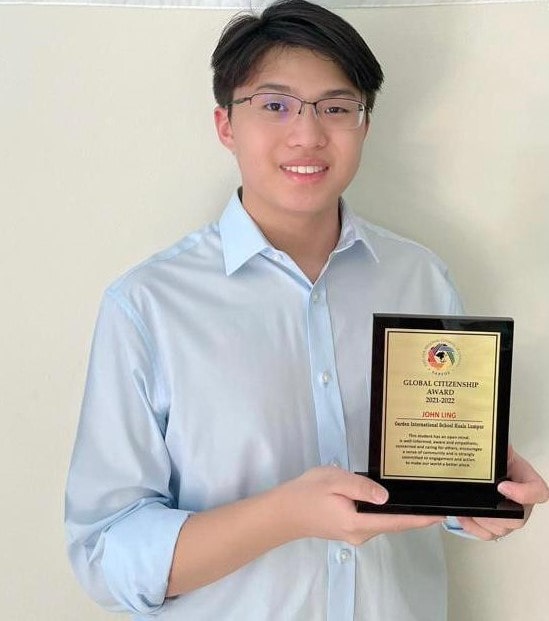 GLOBAL CITIZENSHIP
AWARD
2021-2022
JOHN LING
Garden International School Kuala Lumpur
This student has an open mind,
is well-informed, aware and empathetic,
concerned and caring for others, encourages
a sense of community and is strongly
committed to engagement and action
to make our world a better place.